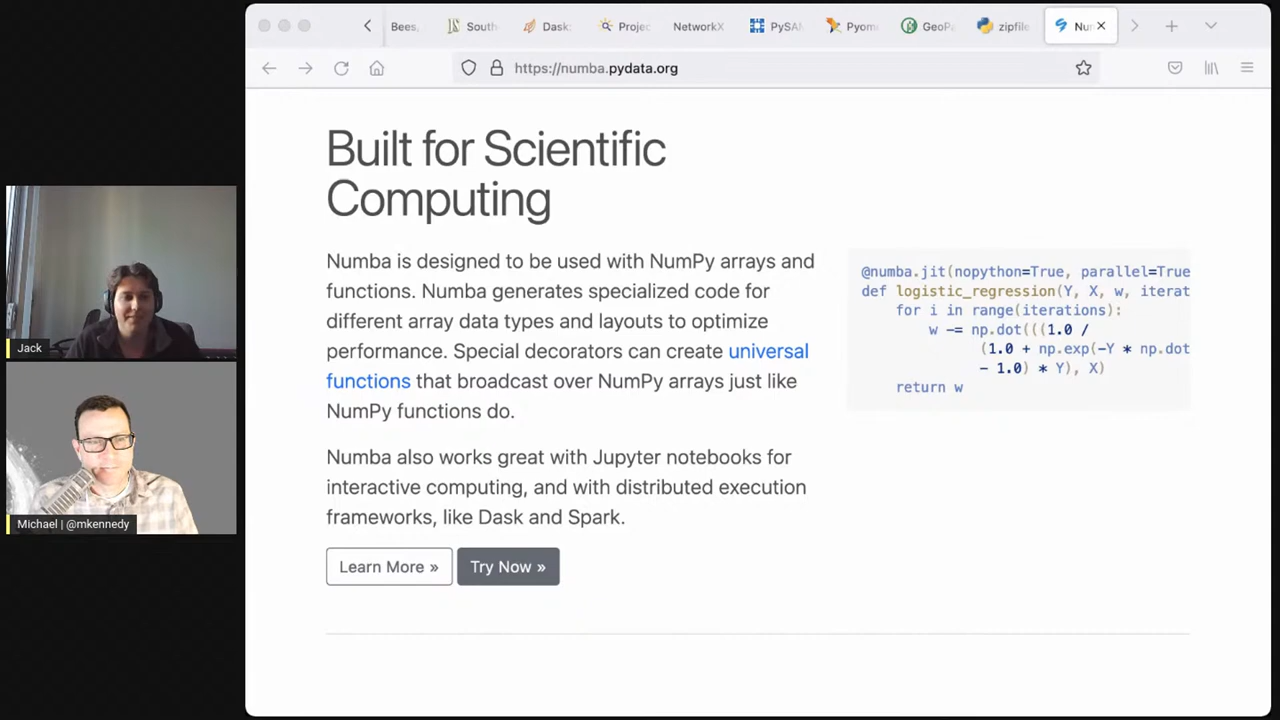 Bees,
South
Dask:
Projec
NetworkX
PySAM
Pyom
GeoPa
zipfile
Nur
https://numba.pydata.org
Built for Scientific
Computing
Numba is designed to be used with NumPy arrays and
functions. Numba generates specialized code for
different array data types and layouts to optimize
performance. Special decorators can create universal
functions that broadcast over NumPy arrays just like
NumPy functions do.
Numba also works great with Jupyter notebooks for
interactive computing, and with distributed execution
frameworks, like Dask and Spark.
Learn More »
Try Now »
@numba.jit(nopython=True, parallel=True
def logistic_regression(Y, X, w, iterat
for i in range(iterations):
w -= np.dot(((1.0 /
(1.0 + np.exp(-Y * np.dot
- 1.0) * Y), X)
return w
Jack
Michael | @mkennedy